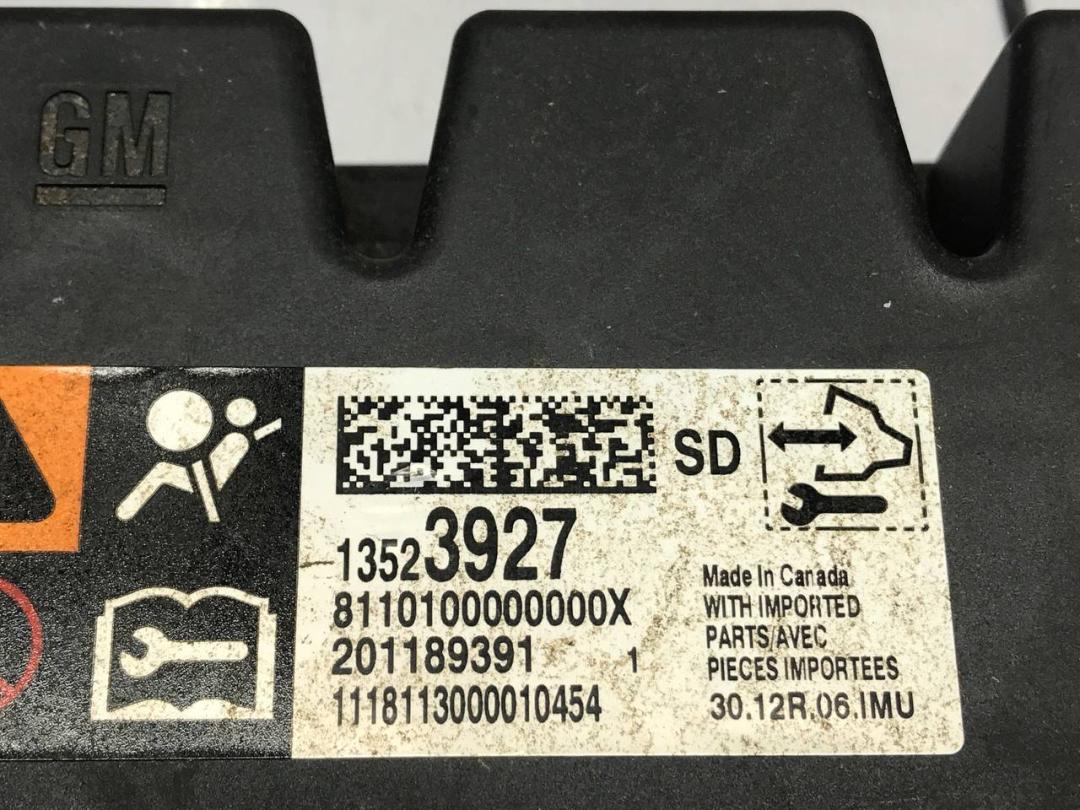 GM
SD
13523927
8110100000000X
201189391 1
1118113000010454
Made In Canada
WITH IMPORTED
PARTS/AVEC
PIECES IMPORTEES
30.12R.06.IMU